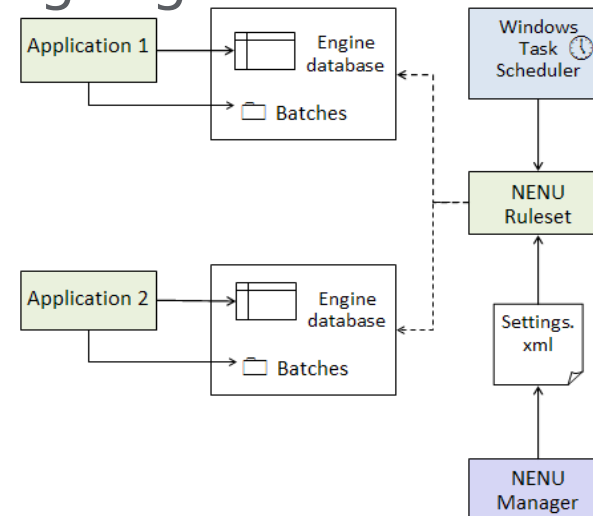 Application 1
Engine
database
Batches
Windows
Task
Scheduler
NENU
Ruleset
Application 2
Engine
database
Batches
Settings.
xml
NENU
Manager